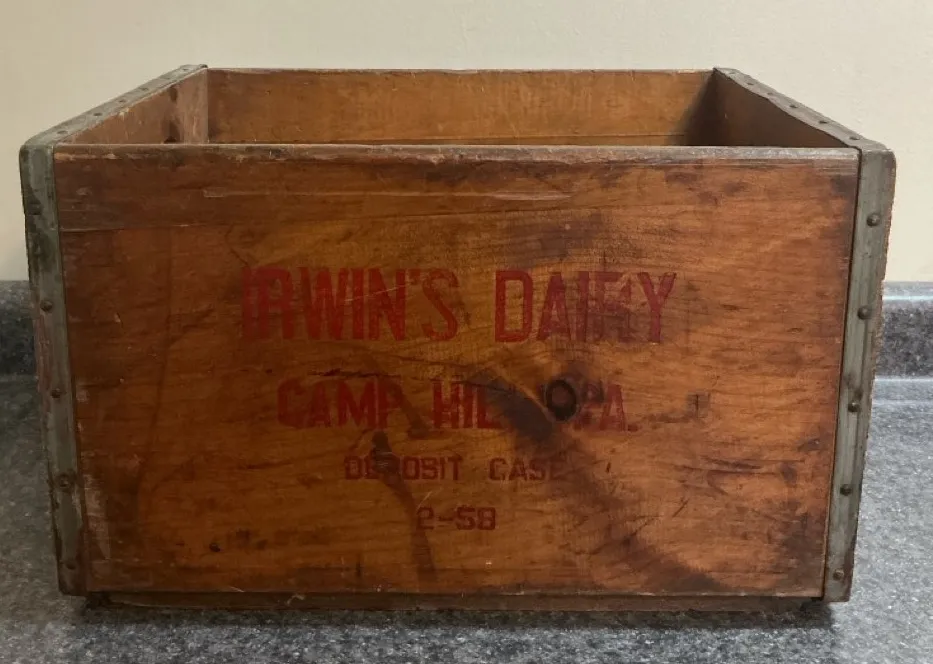 IRWIN'S DAIRY
CAMP HILL, PA.
DEPOSIT CASE
2-58